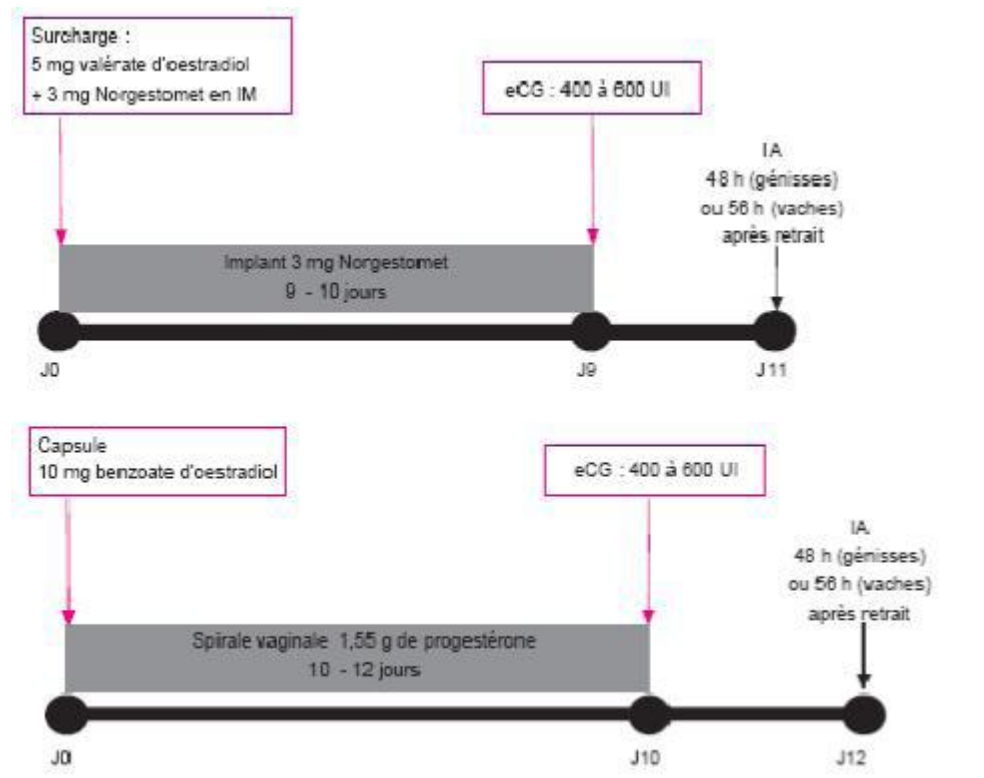 Surcharge :
5 mg valérate d'oestradiol
+ 3 mg Norgestomet en IM
eCG : 400 à 600 UI
IA
48 h (génisses)
ou 56 h (vaches)
après retrait
Implant 3 mg Norgestomet
9 - 10 jours
J0
J9
J11
Capsule
10 mg benzoate d'oestradiol
eCG : 400 à 600 UI
IA
48 h (génisses)
ou 56 h (vaches)
après retrait
Spirale vaginale 1,55 g de progestérone
10 - 12 jours
J0
J10
J12